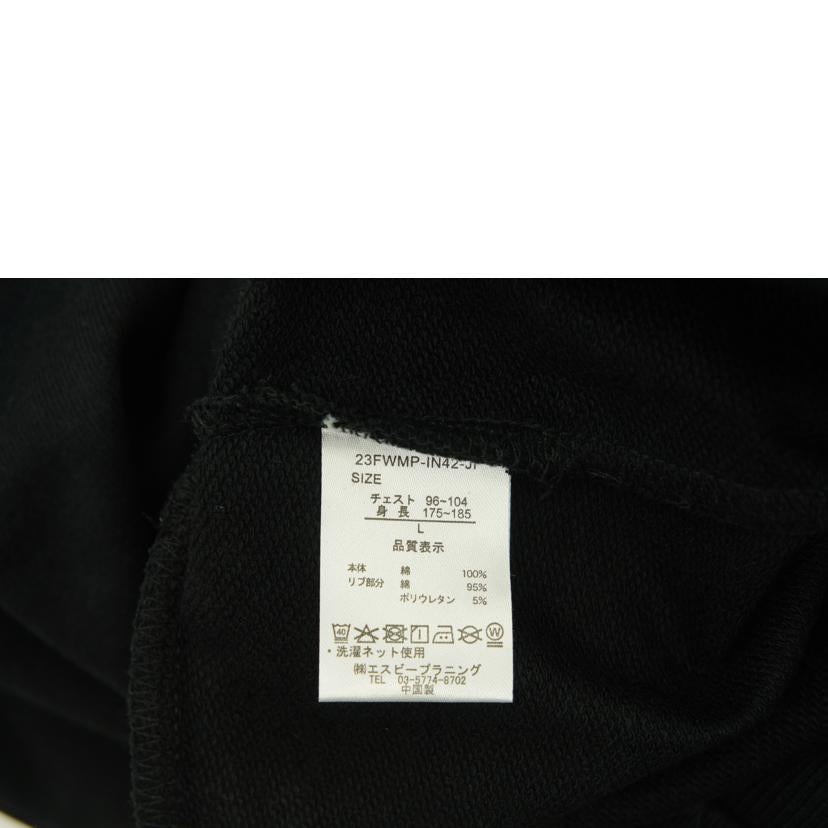 23FWMP-IN42-JP
SIZE
チェスト 96~104
身長 175~185
L
品質表示
本体 綿 100%
リブ部分 綿 95%
ポリウレタン 5%
40 W
・洗濯ネット使用
㈱エスビープラニング
TEL 03-5774-8702
中国製